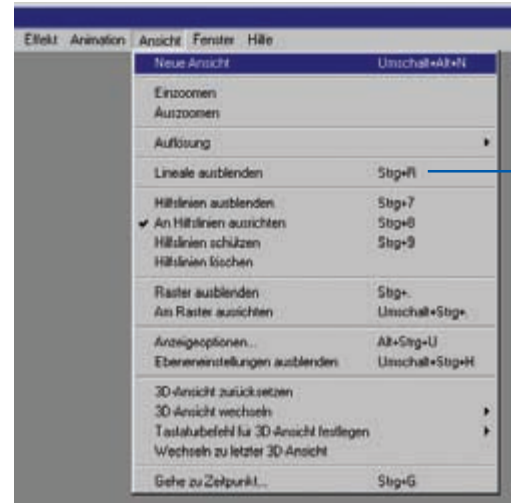 Effekt Animation Ansicht Fenster Hilfe
Neue Ansicht Umschalt+Alt+N
Einzoomen
Auszoomen
Auflösung
Lineale ausblenden Strg+R
Hilfslinien ausblenden Strg+7
An Hilfslinien ausrichten Strg+8
Hilfslinien schützen Strg+9
Hilfslinien löschen
Raster ausblenden Strg+.
Am Raster ausrichten Umschalt+Strg+.
Anzeigeoptionen... Alt+Strg+U
Ebeneneinstellungen ausblenden Umschalt+Strg+H
3D-Ansicht zurücksetzen
3D-Ansicht wechseln
Tastaturbefehl für 3D-Ansicht festlegen
Wechseln zu letzter 3D-Ansicht
Gehe zu Zeitpunkt... Strg+G